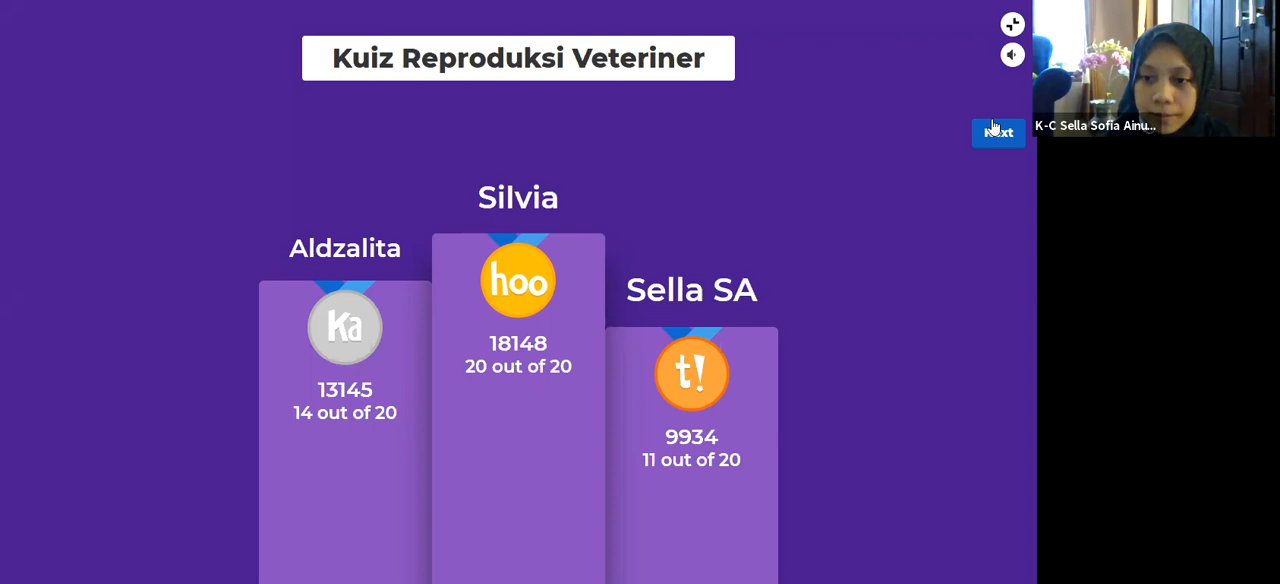 Kuiz Reproduksi Veteriner
Next
K-C Sella Sofia Ainu...
Silvia
Aldzalita
Sella SA
hoo
Ka
t!
18148
20 out of 20
13145
14 out of 20
9934
11 out of 20